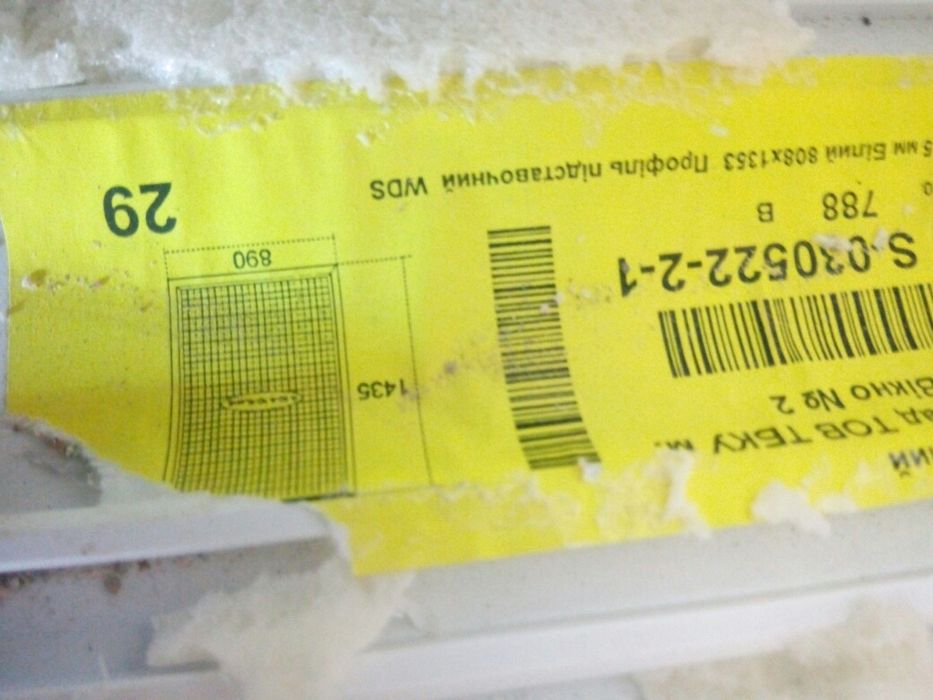 Вікно № 2
ТОВ ТБКУ м.
S-030522-2-1
788 В
мм Білий 808x1353 Профіль підставочний WDS
1435
890
29